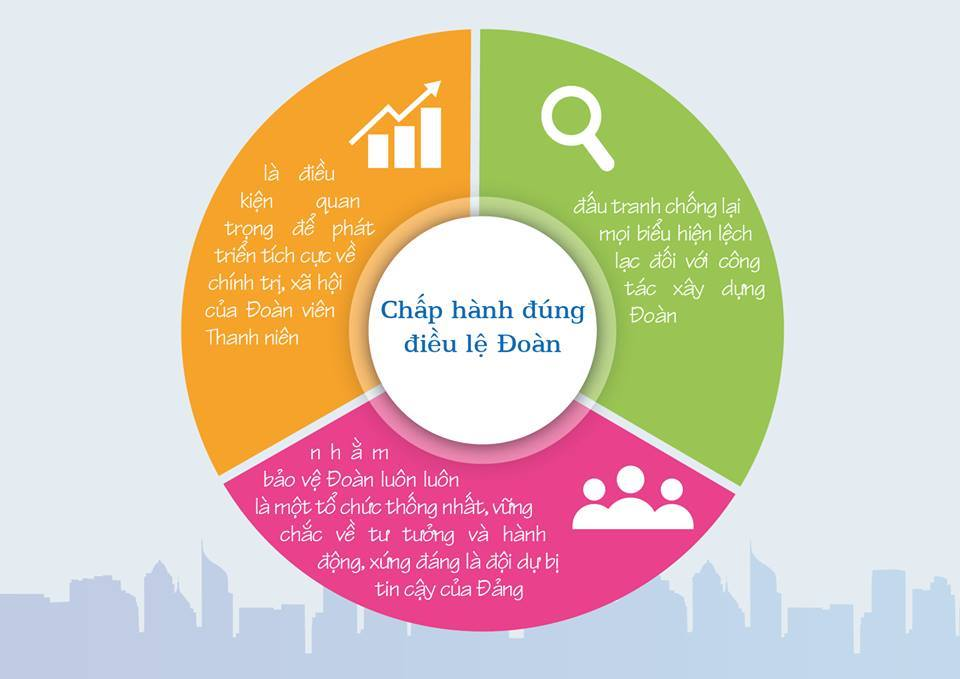 Chấp hành đúng
điều lệ Đoàn
là điều
kiện quan
trọng để phát
triển tích cực về
chính trị, xã hội
của Đoàn viên
Thanh niên
đấu tranh chống lại
mọi biểu hiện lệch
lạc đối với công
tác xây dựng
Đoàn
nhằm
bảo vệ Đoàn luôn luôn
là một tổ chức thống nhất, vững
chắc về tư tưởng và hành
động, xứng đáng là đội dự bị
tin cậy của Đảng